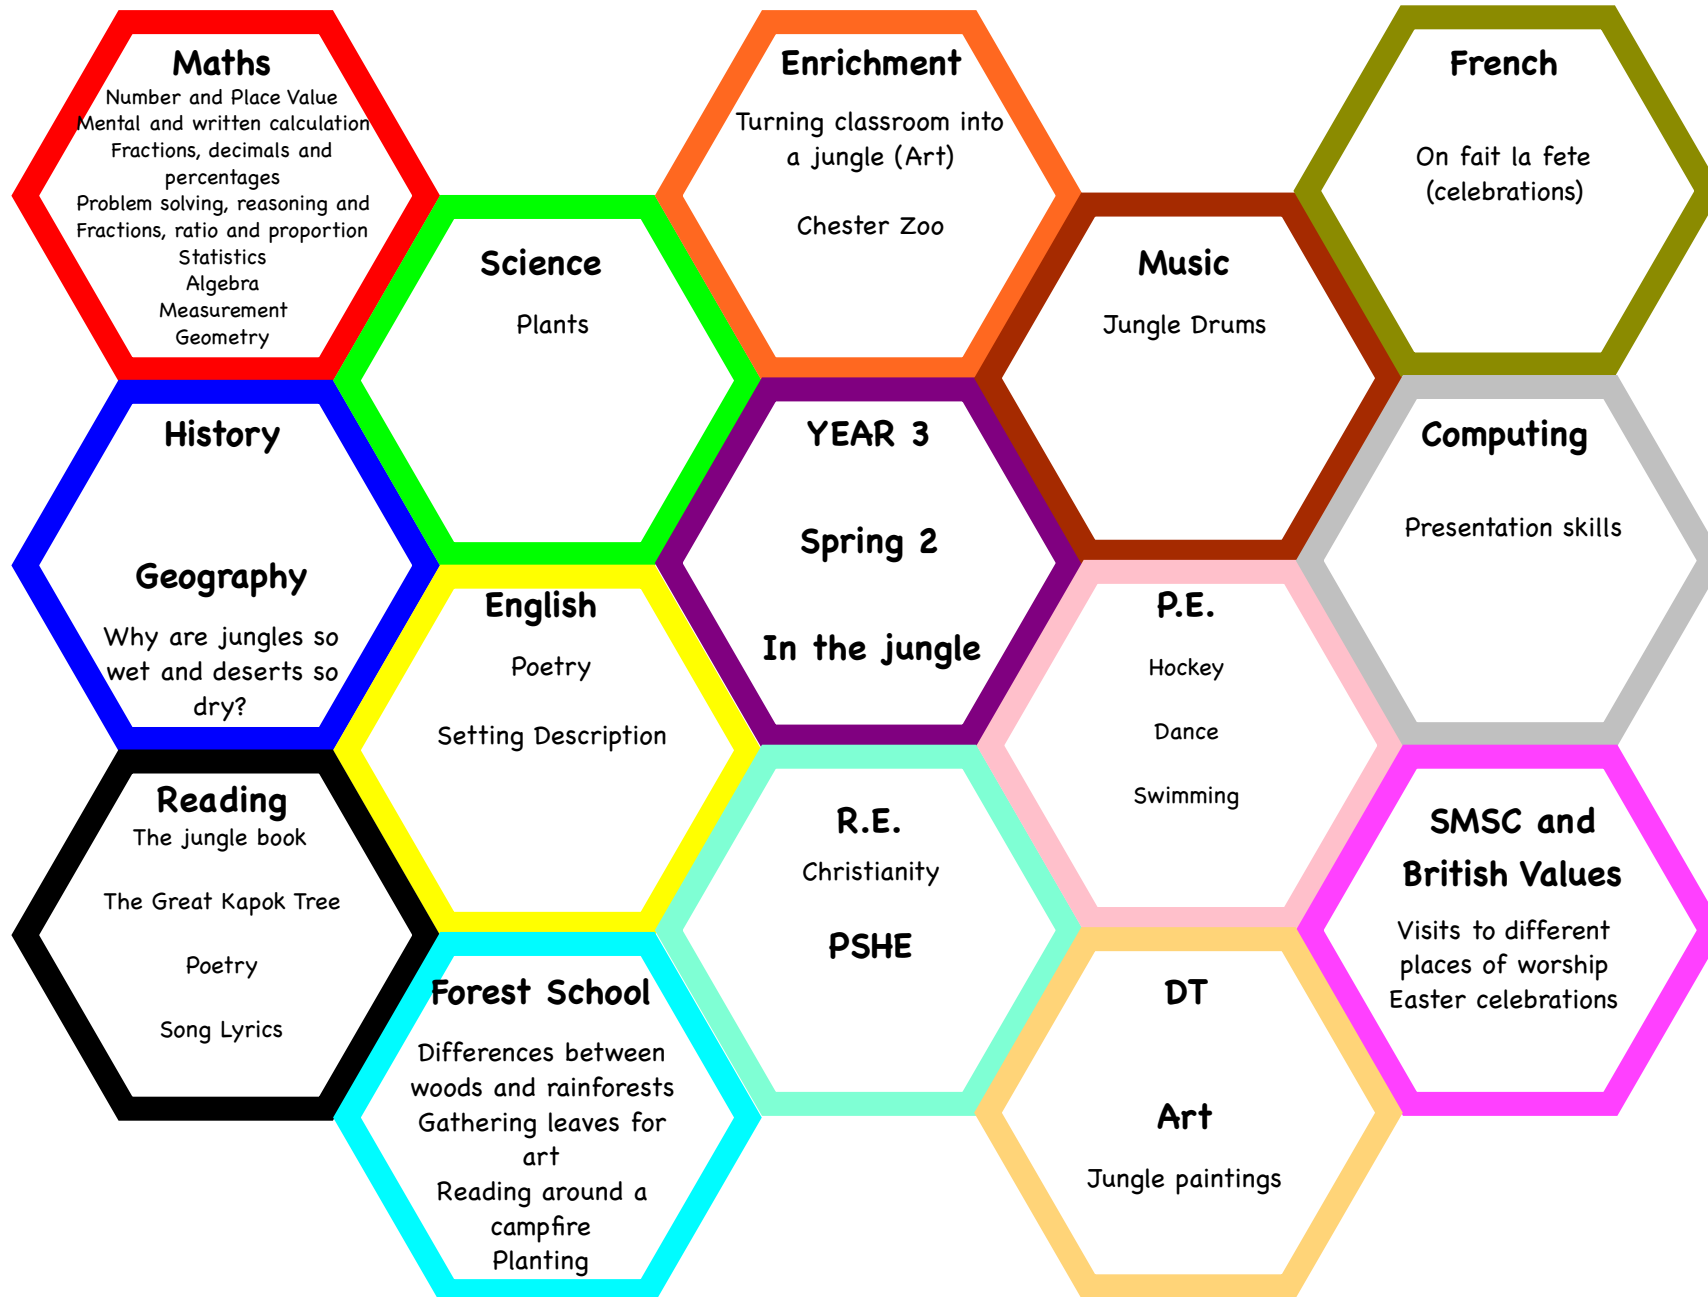 Maths
Number and Place Value
Mental and written calculation
Fractions, decimals and
percentages
Problem solving, reasoning and
Fractions, ratio and proportion
Statistics
Algebra
Measurement
Geometry
Enrichment
Turning classroom into
a jungle (Art)
Chester Zoo
French
On fait la fete
(celebrations)
Science
Plants
Music
Jungle Drums
History
Geography
Why are jungles so
wet and deserts so
dry?
YEAR 3
Spring 2
In the jungle
Computing
Presentation skills
English
Poetry
Setting Description
P.E.
Hockey
Dance
Swimming
Reading
The jungle book
The Great Kapok Tree
Poetry
Song Lyrics
R.E.
Christianity
PSHE
SMSC and
British Values
Visits to different
places of worship
Easter celebrations
Forest School
Differences between
woods and rainforests
Gathering leaves for
art
Reading around a
campfire
Planting
DT
Art
Jungle paintings